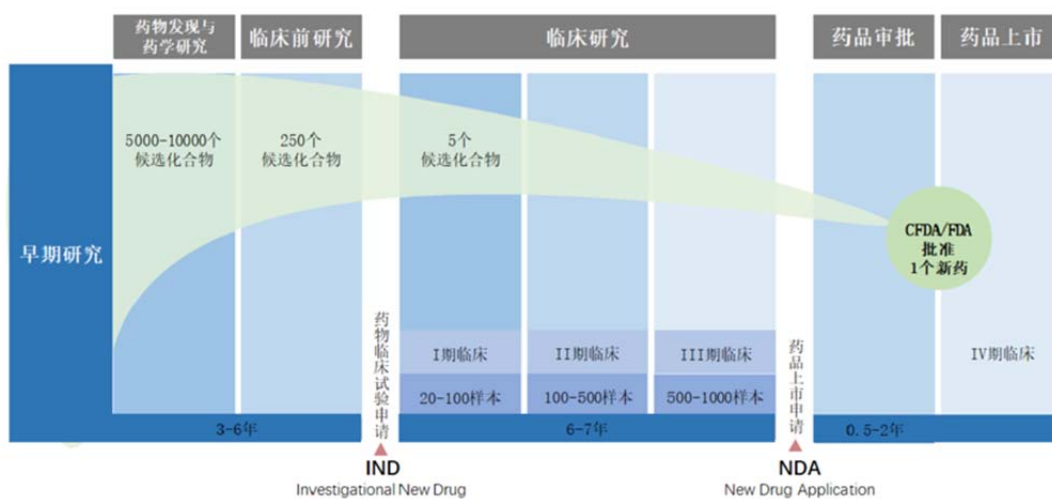 药物发现与
药学研究
临床前研究
临床研究
药品审批
药品上市
早期研究
5000-10000个
候选化合物
250个
候选化合物
5个
候选化合物
CFDA/FDA
批准
1个新药
药物临床试验申请
药品上市申请
I期临床
II期临床
III期临床
IV期临床
20-100样本
100-500样本
500-1000样本
3-6年
6-7年
0.5-2年
IND
Investigational New Drug
NDA
New Drug Application